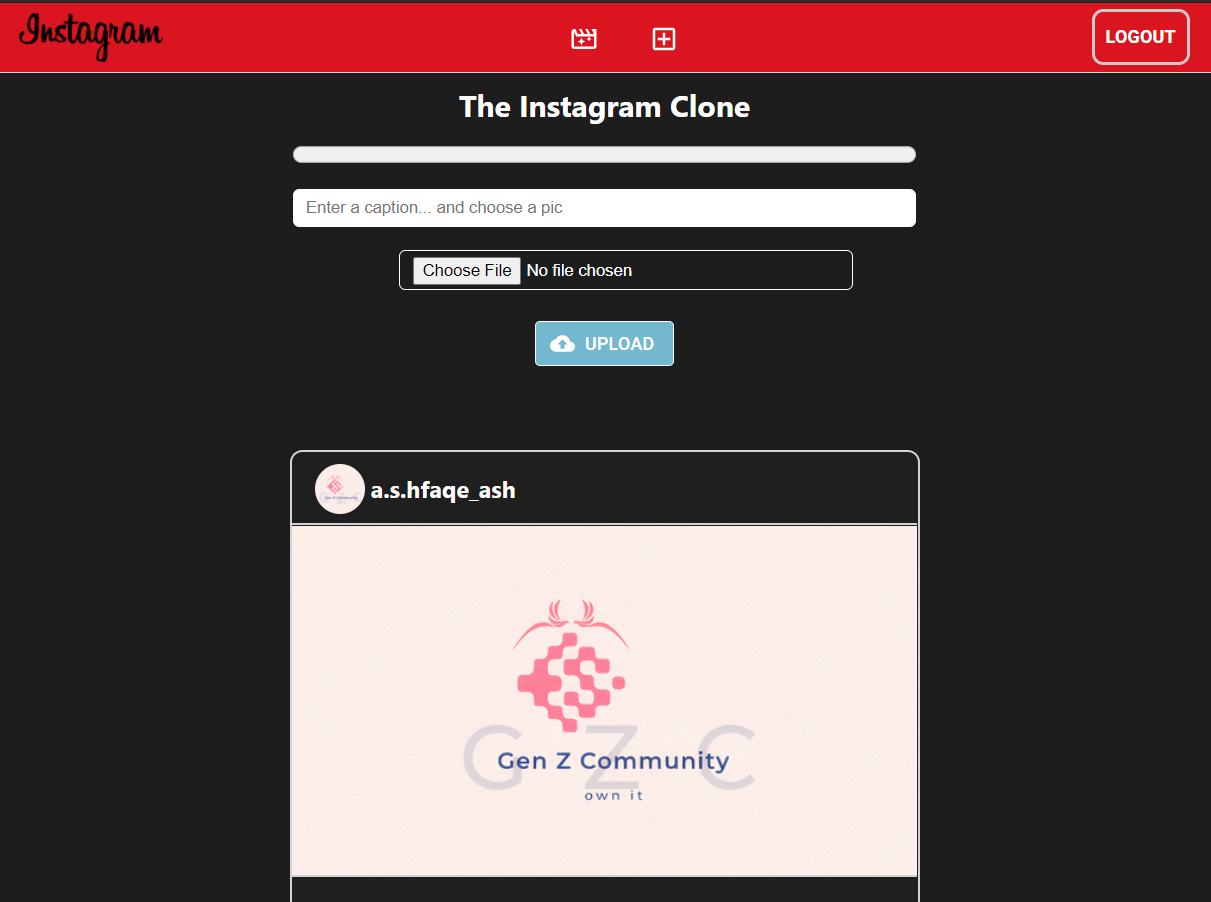 Instagram
LOGOUT
The Instagram Clone
Enter a caption... and choose a pic
Choose File No file chosen
UPLOAD
a.s.hfaqe_ash
G Z C
Gen Z Community
own it